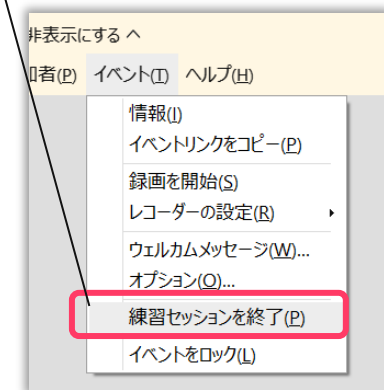 非表示にする ヘ
加者(P) イベント(T) ヘルプ(H)
情報(I)
イベントリンクをコピー(P)
録画を開始(S)
レコーダーの設定(R)
ウェルカムメッセージ(W)...
オプション(O)...
練習セッションを終了(P)
イベントをロック(L)